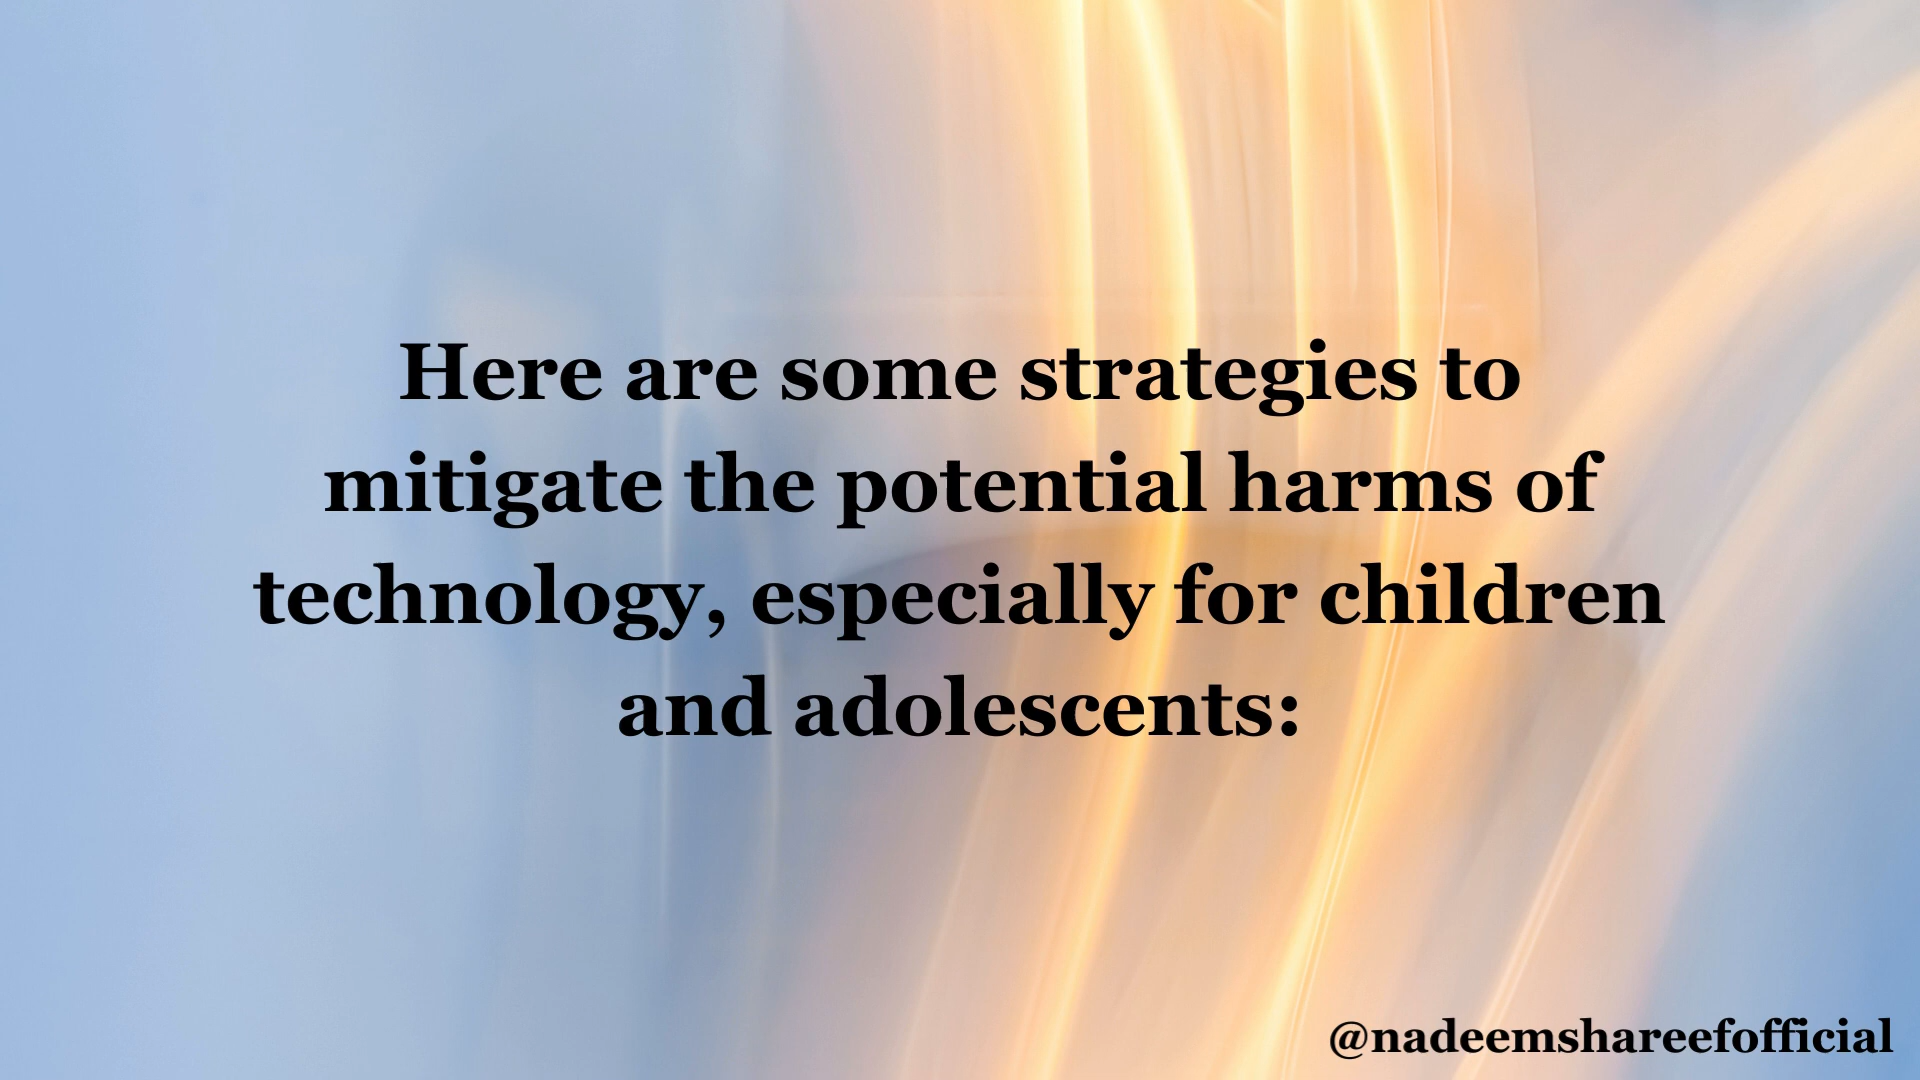 Here are some strategies to
mitigate the potential harms of
technology, especially for children
and adolescents:
@nadeemshareefofficial